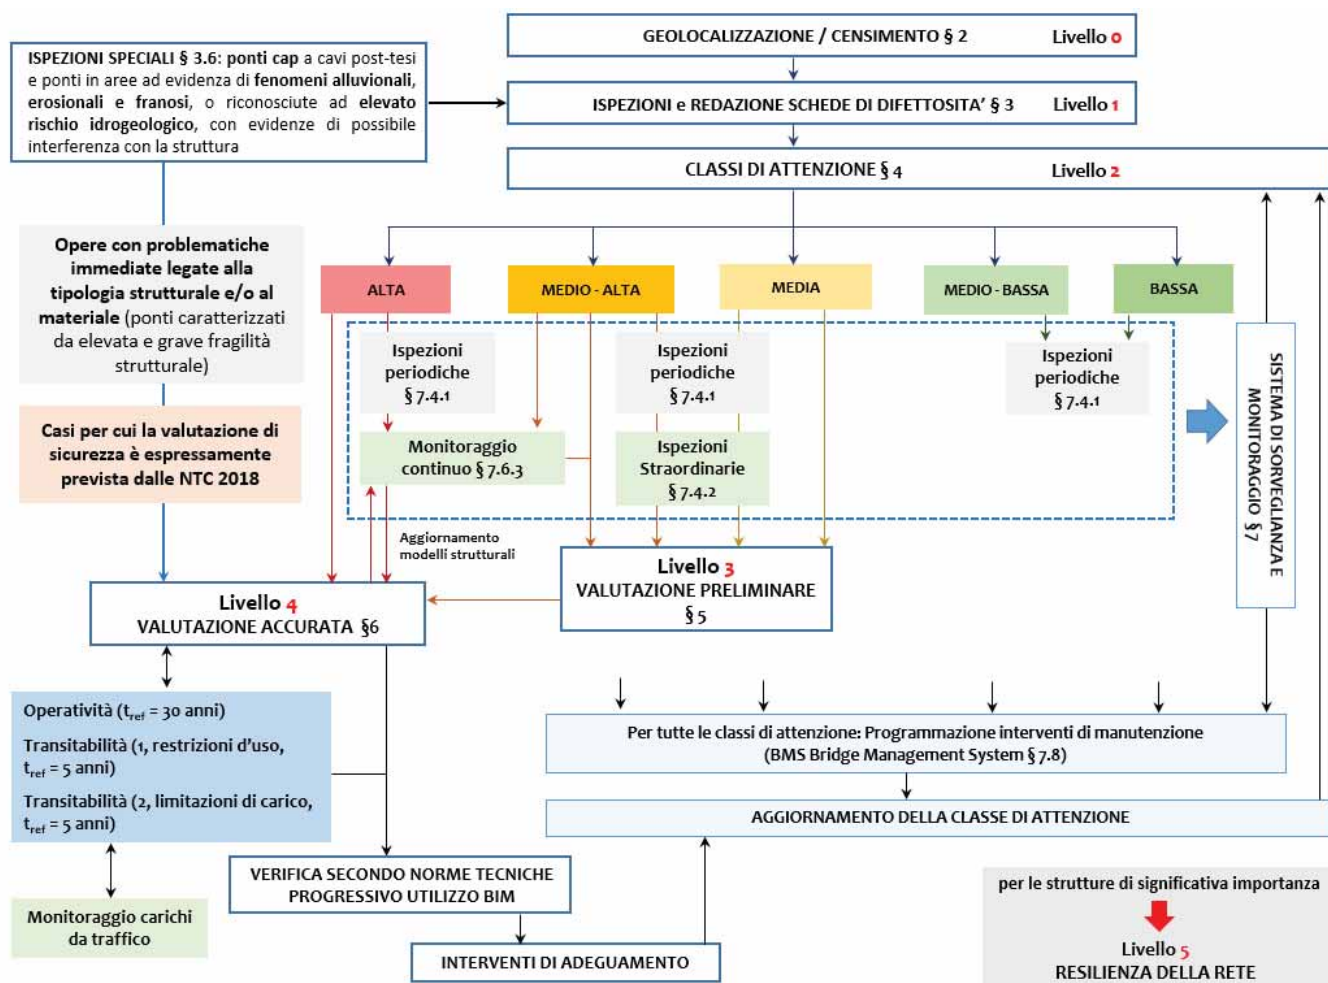 GEOLOCALIZZAZIONE / CENSIMENTO § 2 Livello 0
ISPEZIONI SPECIALI § 3.6: ponti cap a cavi post-tesi
e ponti in aree ad evidenza di fenomeni alluvionali,
erosionali e franosi, o riconosciute ad elevato
rischio idrogeologico, con evidenze di possibile
interferenza con la struttura
ISPEZIONI e REDAZIONE SCHEDE DI DIFETTOSITA' § 3 Livello 1
CLASSI DI ATTENZIONE § 4 Livello 2
Opere con problematiche
immediate legate alla
tipologia strutturale e/o al
materiale (ponti caratterizzati
da elevata e grave fragilità
strutturale)
Casi per cui la valutazione di
sicurezza è espressamente
prevista dalle NTC 2018
ALTA
MEDIO - ALTA
MEDIA
MEDIO - BASSA
BASSA
Ispezioni
periodiche
§ 7.4.1
Ispezioni
periodiche
§ 7.4.1
Ispezioni
periodiche
§ 7.4.1
Monitoraggio
continuo § 7.6.3
Ispezioni
Straordinarie
§ 7.4.2
SISTEMA DI SORVEGLIANZA E
MONITORAGGIO §7
Aggiornamento
modelli strutturali
Livello 3
VALUTAZIONE PRELIMINARE
§ 5
Livello 4
VALUTAZIONE ACCURATA §6
Operatività (tref = 30 anni)
Transitabilità (1, restrizioni d'uso,
tref = 5 anni)
Transitabilità (2, limitazioni di carico,
tref = 5 anni)
Monitoraggio carichi
da traffico
Per tutte le classi di attenzione: Programmazione interventi di manutenzione
(BMS Bridge Management System § 7.8)
AGGIORNAMENTO DELLA CLASSE DI ATTENZIONE
VERIFICA SECONDO NORME TECNICHE
PROGRESSIVO UTILIZZO BIM
INTERVENTI DI ADEGUAMENTO
per le strutture di significativa importanza
Livello 5
RESILIENZA DELLA RETE